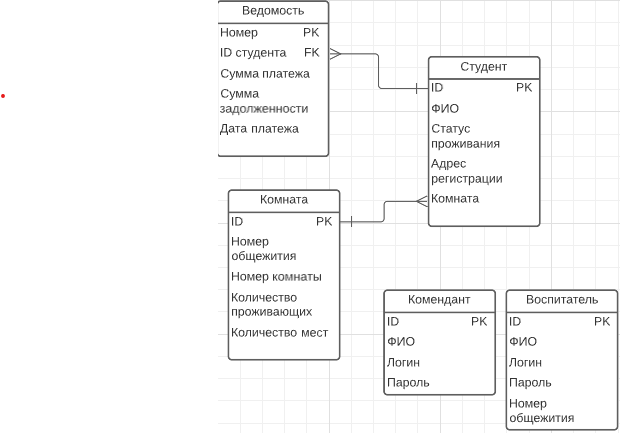 Ведомость
Номер PK
ID студента FK
Сумма платежа
Сумма
задолженности
Дата платежа
Студент
ID PK
ФИО
Статус
проживания
Адрес
регистрации
Комната
Комната
ID PK
Номер
общежития
Номер комнаты
Количество
проживающих
Количество мест
Комендант
ID PK
ФИО
Логин
Пароль
Воспитатель
ID PK
ФИО
Логин
Пароль
Номер
общежития